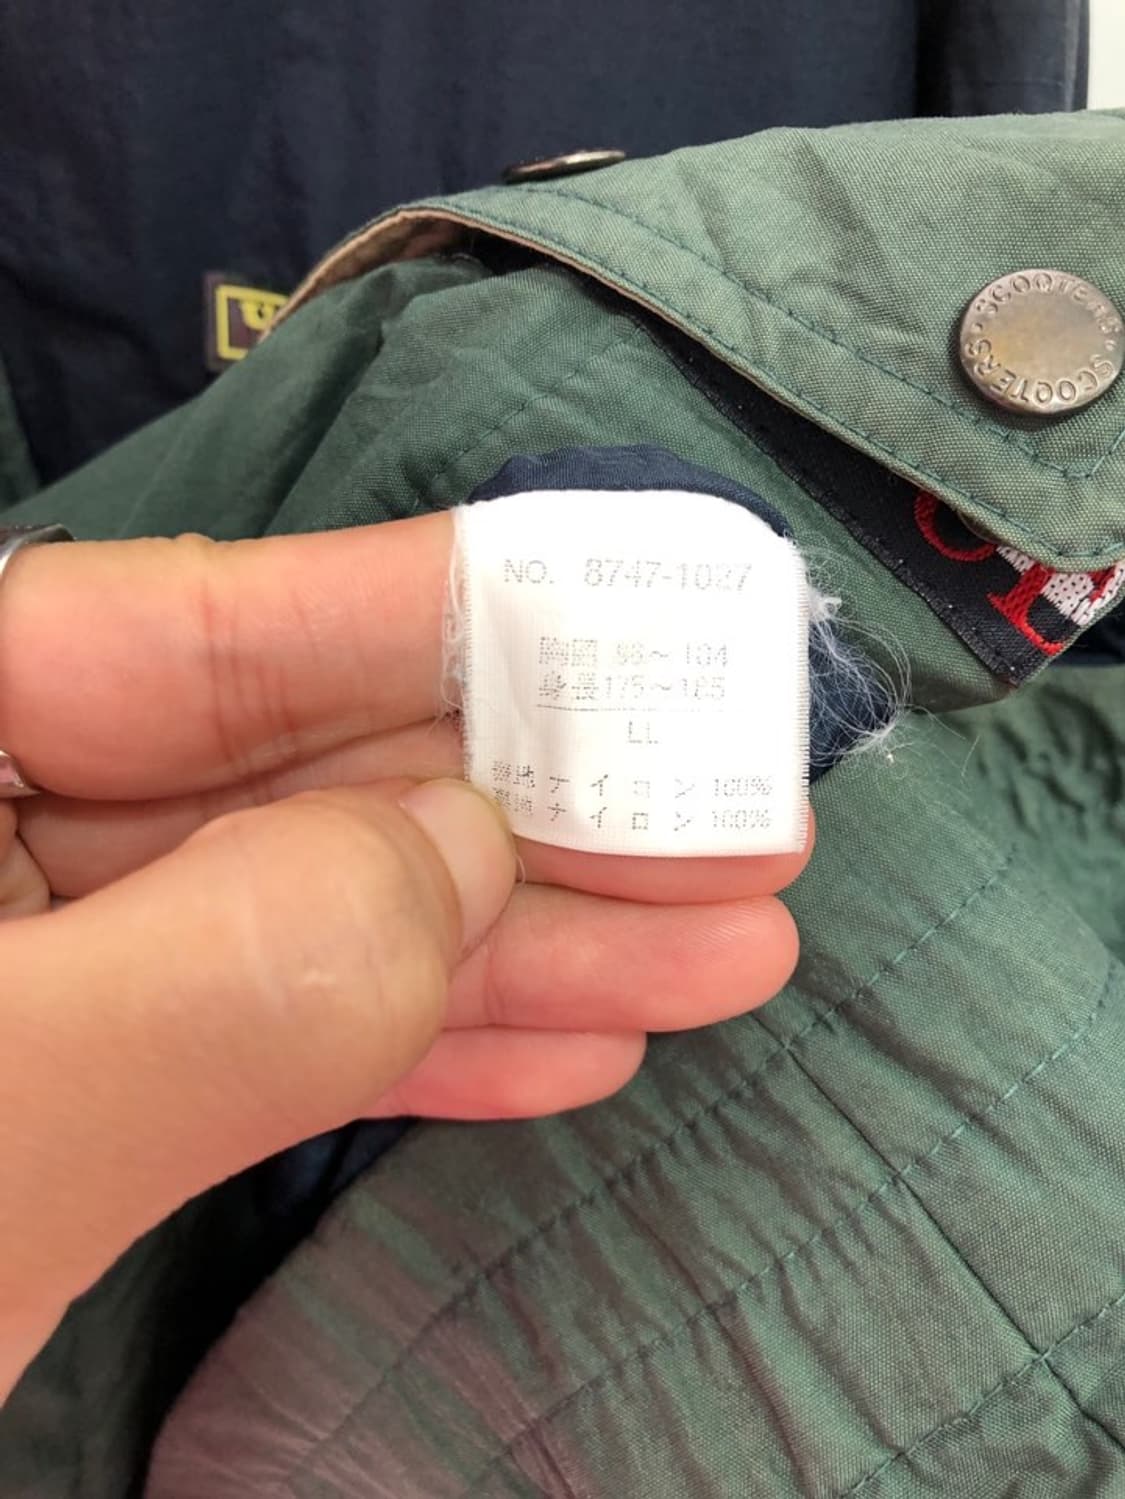 SCOOTERS · SCOOTERS ·
NO. 8747-1027
胸囲 96～104
身長175～185
LL
表地 ナイロン 100%
裏地 ナイロン 100%